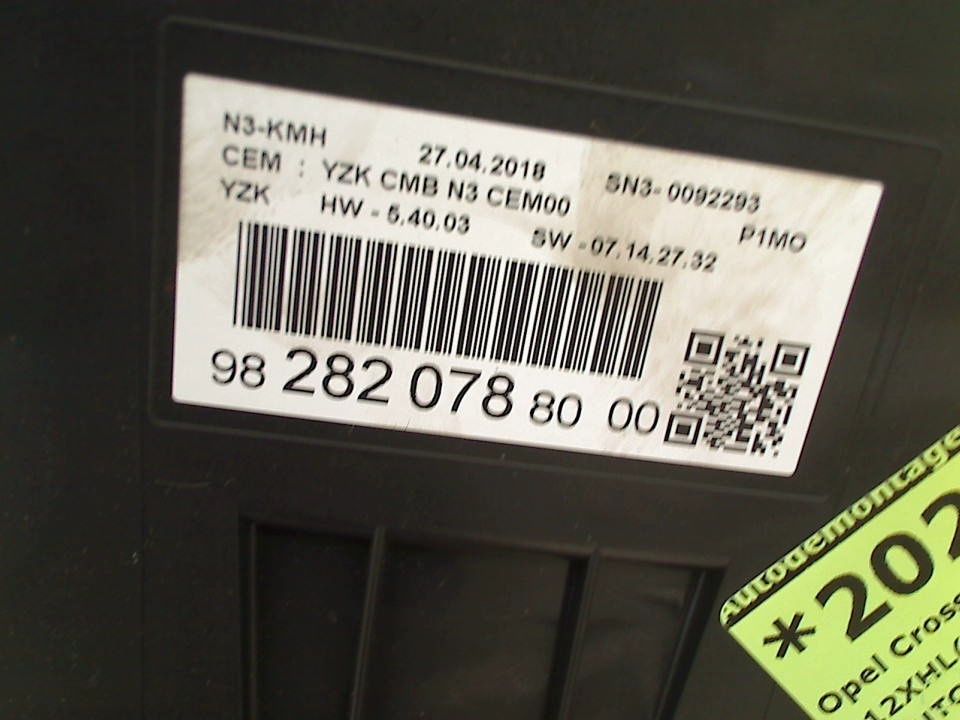 N3-KMH 27.04.2018 SN3- 0092293
CEM : YZK CMB N3 CEM00 P1MO
YZK HW - 5.40.03 SW - 07.14.27.32
98 282 078 80 00
Autodemontage
*202
Opel Cross